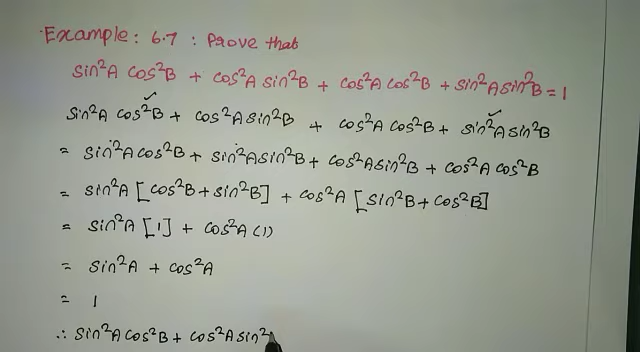 Example: 6.7 : Prove that
sin²A cos²B + cos²A sin²B + cos²A cos²B + sin²A sin²B = 1
sin²A cos²B + cos²A sin²B + cos²A cos²B + sin²A sin²B
= sin²A cos²B + sin²A sin²B + cos²A sin²B + cos²A cos²B
= sin²A [cos²B + sin²B] + cos²A [sin²B + cos²B]
= sin²A [1] + cos²A (1)
= sin²A + cos²A
= 1
∴ sin²A cos²B + cos²A sin²